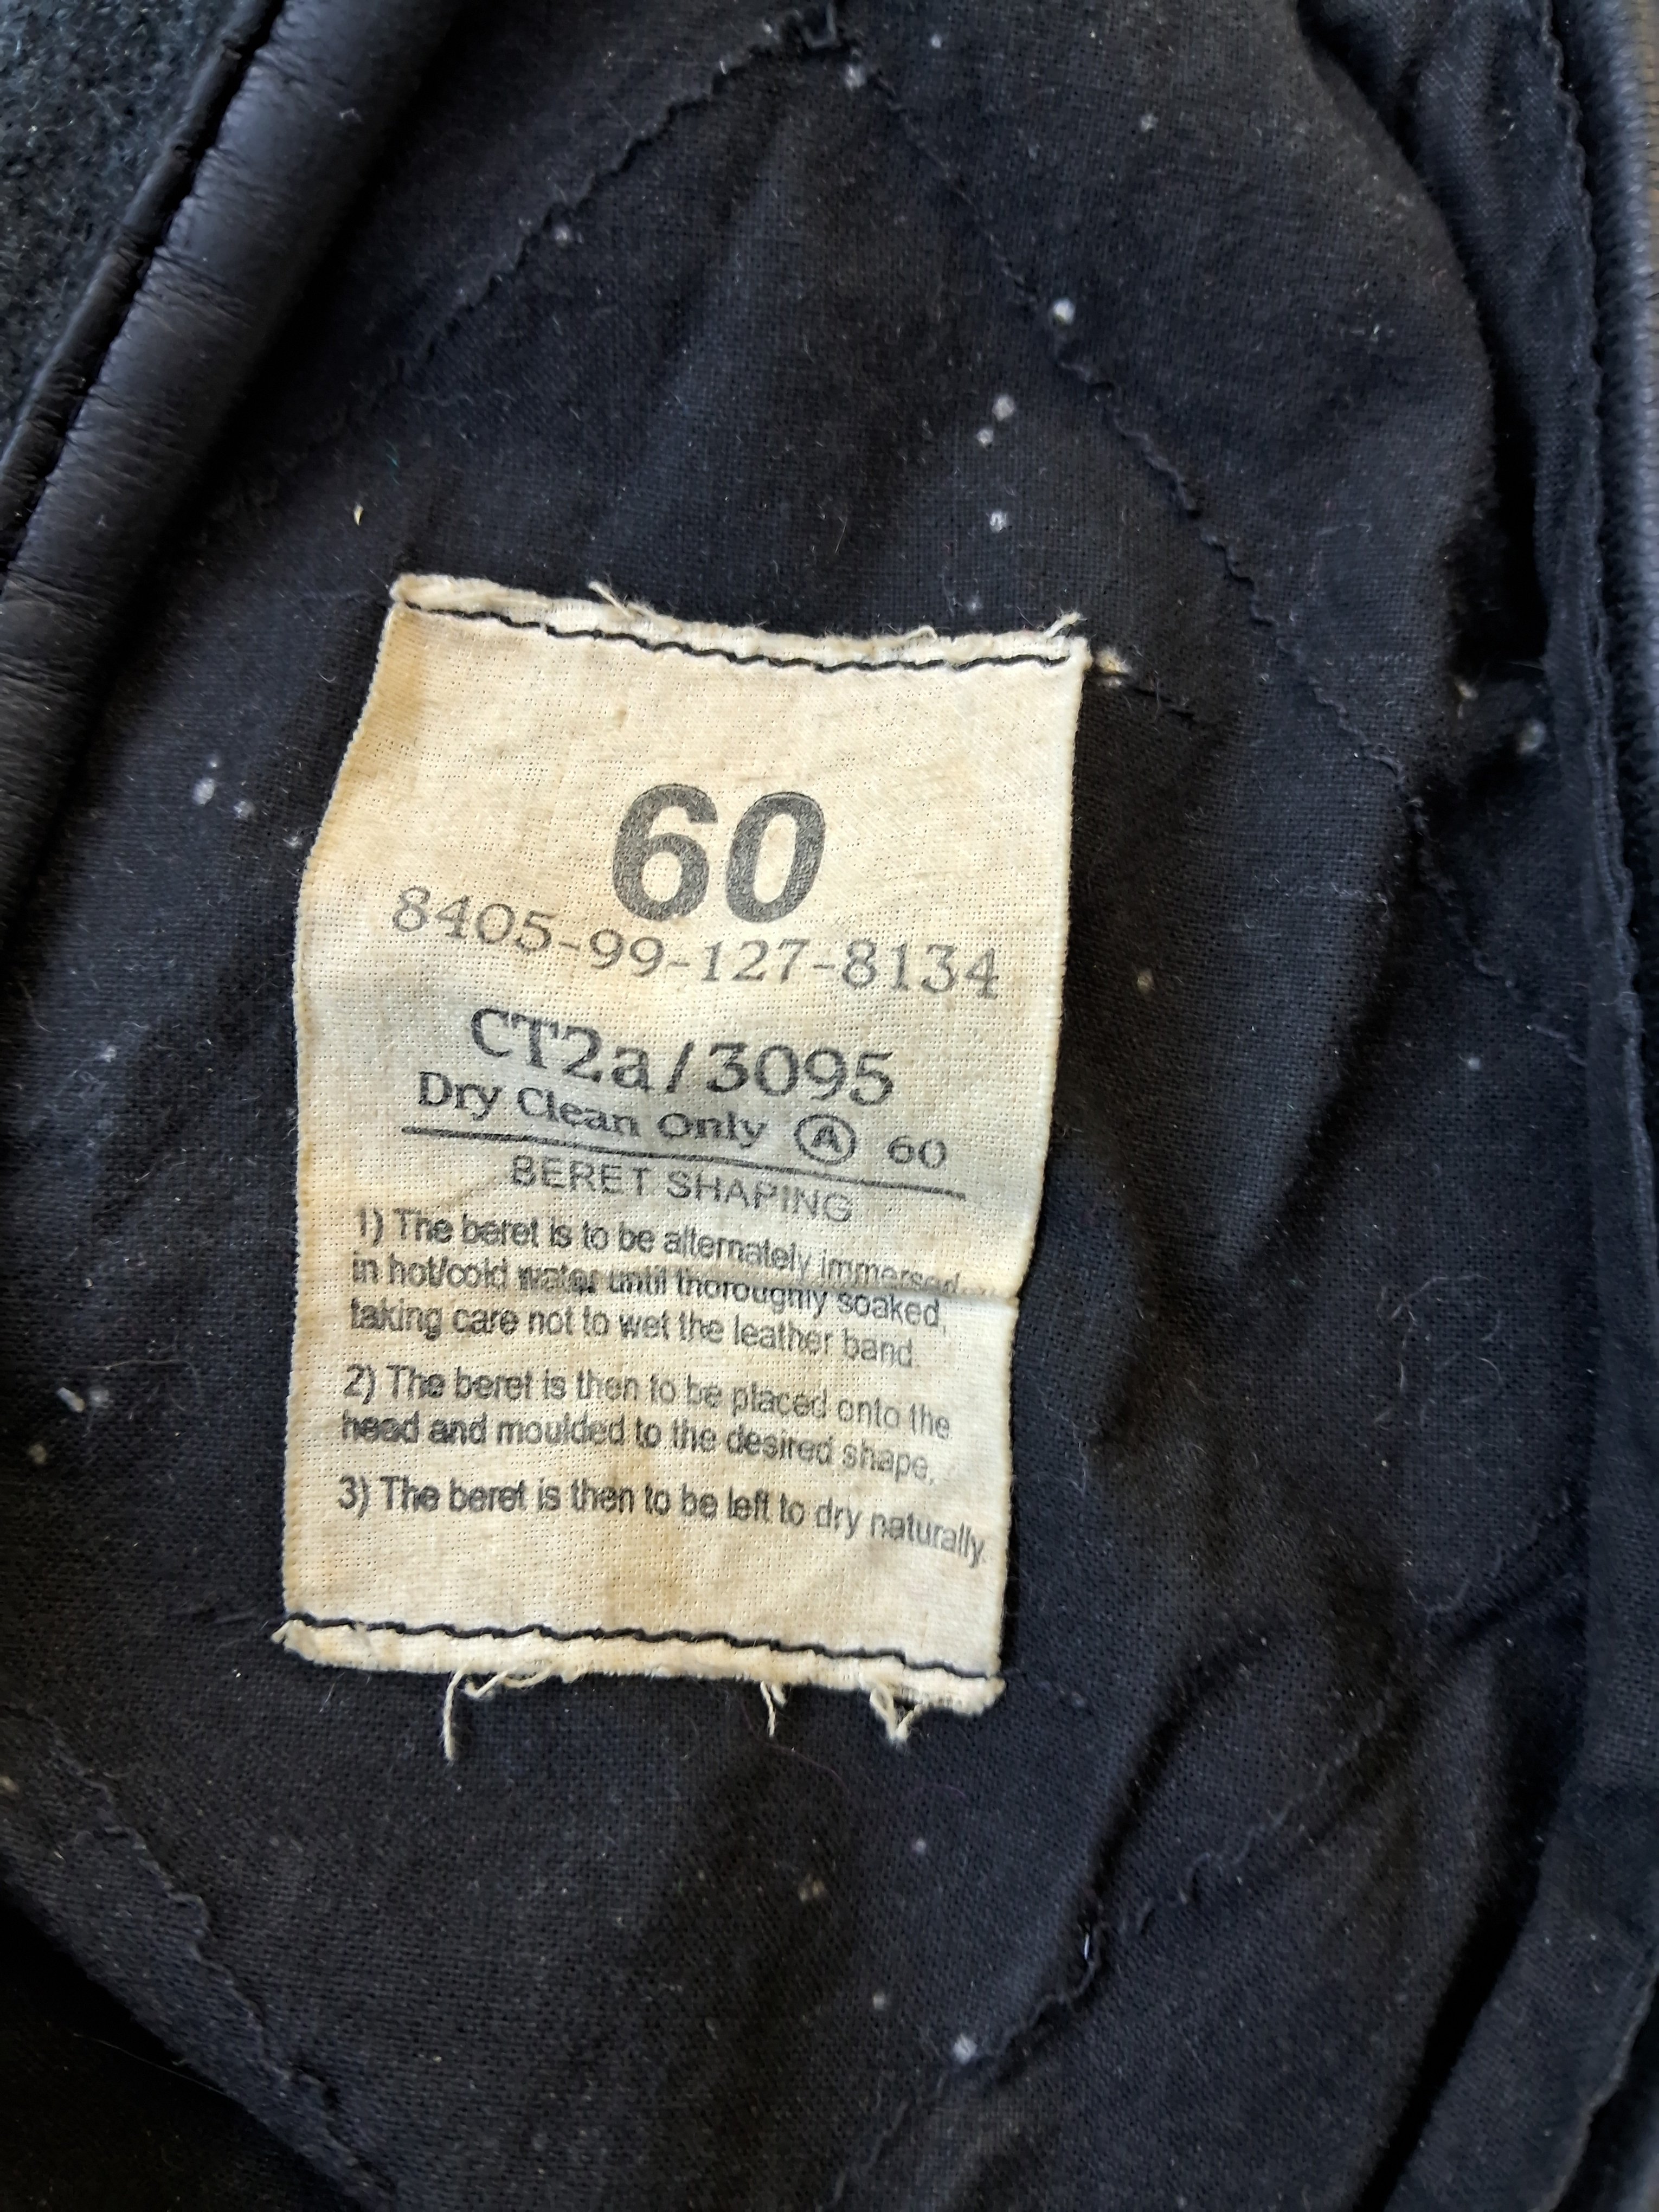 60
8405-99-127-8134
CT2a/3095
Dry Clean Only Ⓐ 60
BERET SHAPING
1) The beret is to be alternately immersed
in hot/cold water until thoroughly soaked,
taking care not to wet the leather band.
2) The beret is then to be placed onto the
head and moulded to the desired shape.
3) The beret is then to be left to dry naturally.